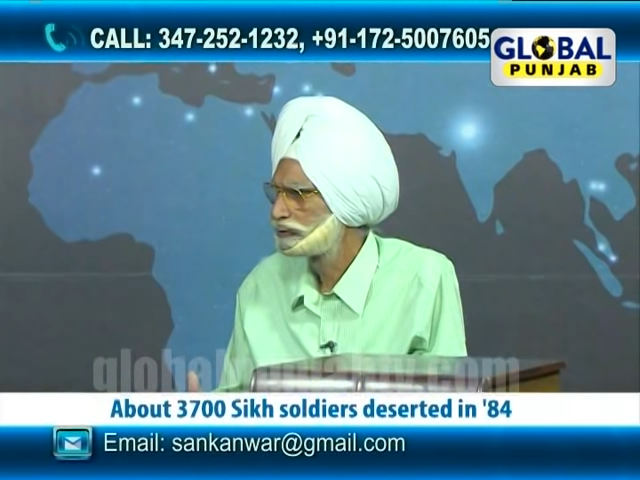 CALL: 347-252-1232, +91-172-5007605
GLOBAL
PUNJAB
About 3700 Sikh soldiers deserted in '84
Email: sankanwar@gmail.com